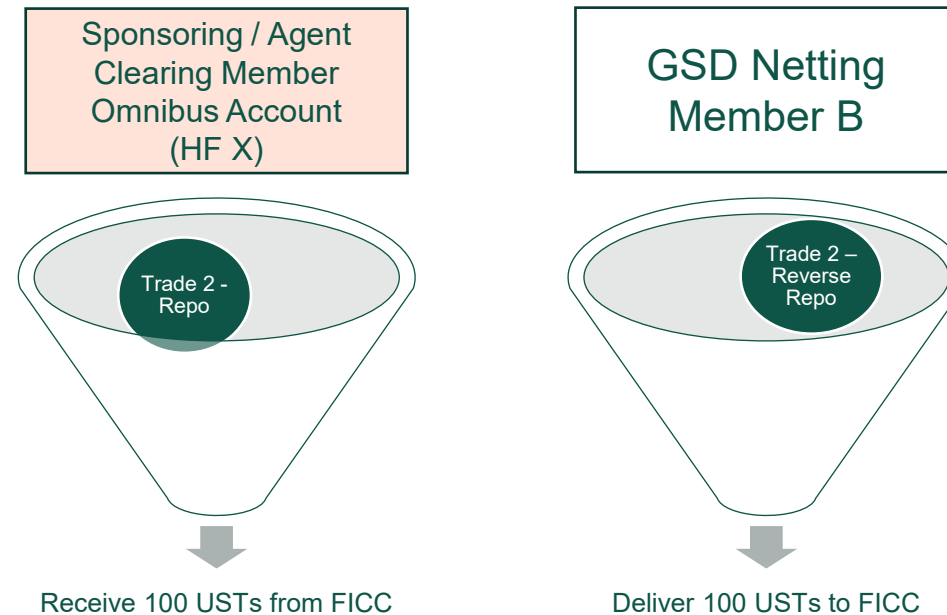 Sponsoring / Agent
Clearing Member
Omnibus Account
(HF X)
GSD Netting
Member B
Trade 2 -
Repo
Trade 2 –
Reverse
Repo
Receive 100 USTs from FICC
Deliver 100 USTs to FICC